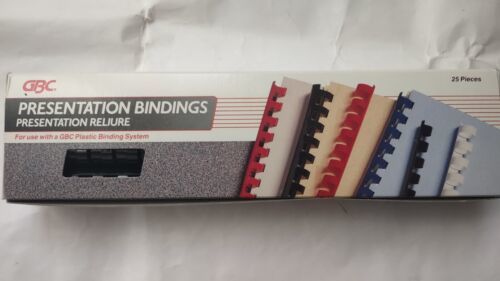 GBC
25 Pieces
PRESENTATION BINDINGS
PRESENTATION RELIURE
For use with a GBC Plastic Binding System